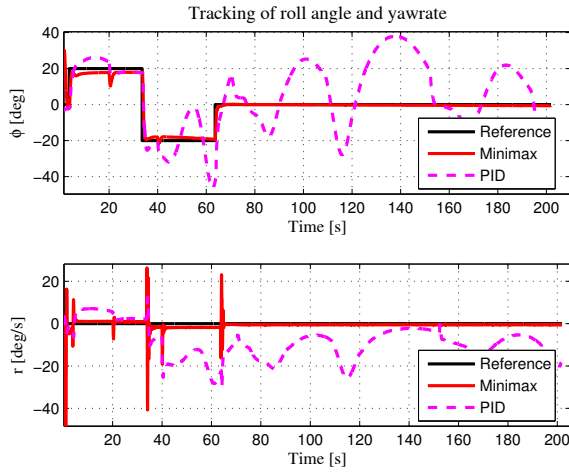 Tracking of roll angle and yawrate
40
20
0
−20
−40
ϕ [deg]
20 40 60 80 100 120 140 160 180 200
Time [s]
Reference
Minimax
PID
20
0
−20
−40
r [deg/s]
20 40 60 80 100 120 140 160 180 200
Time [s]
Reference
Minimax
PID